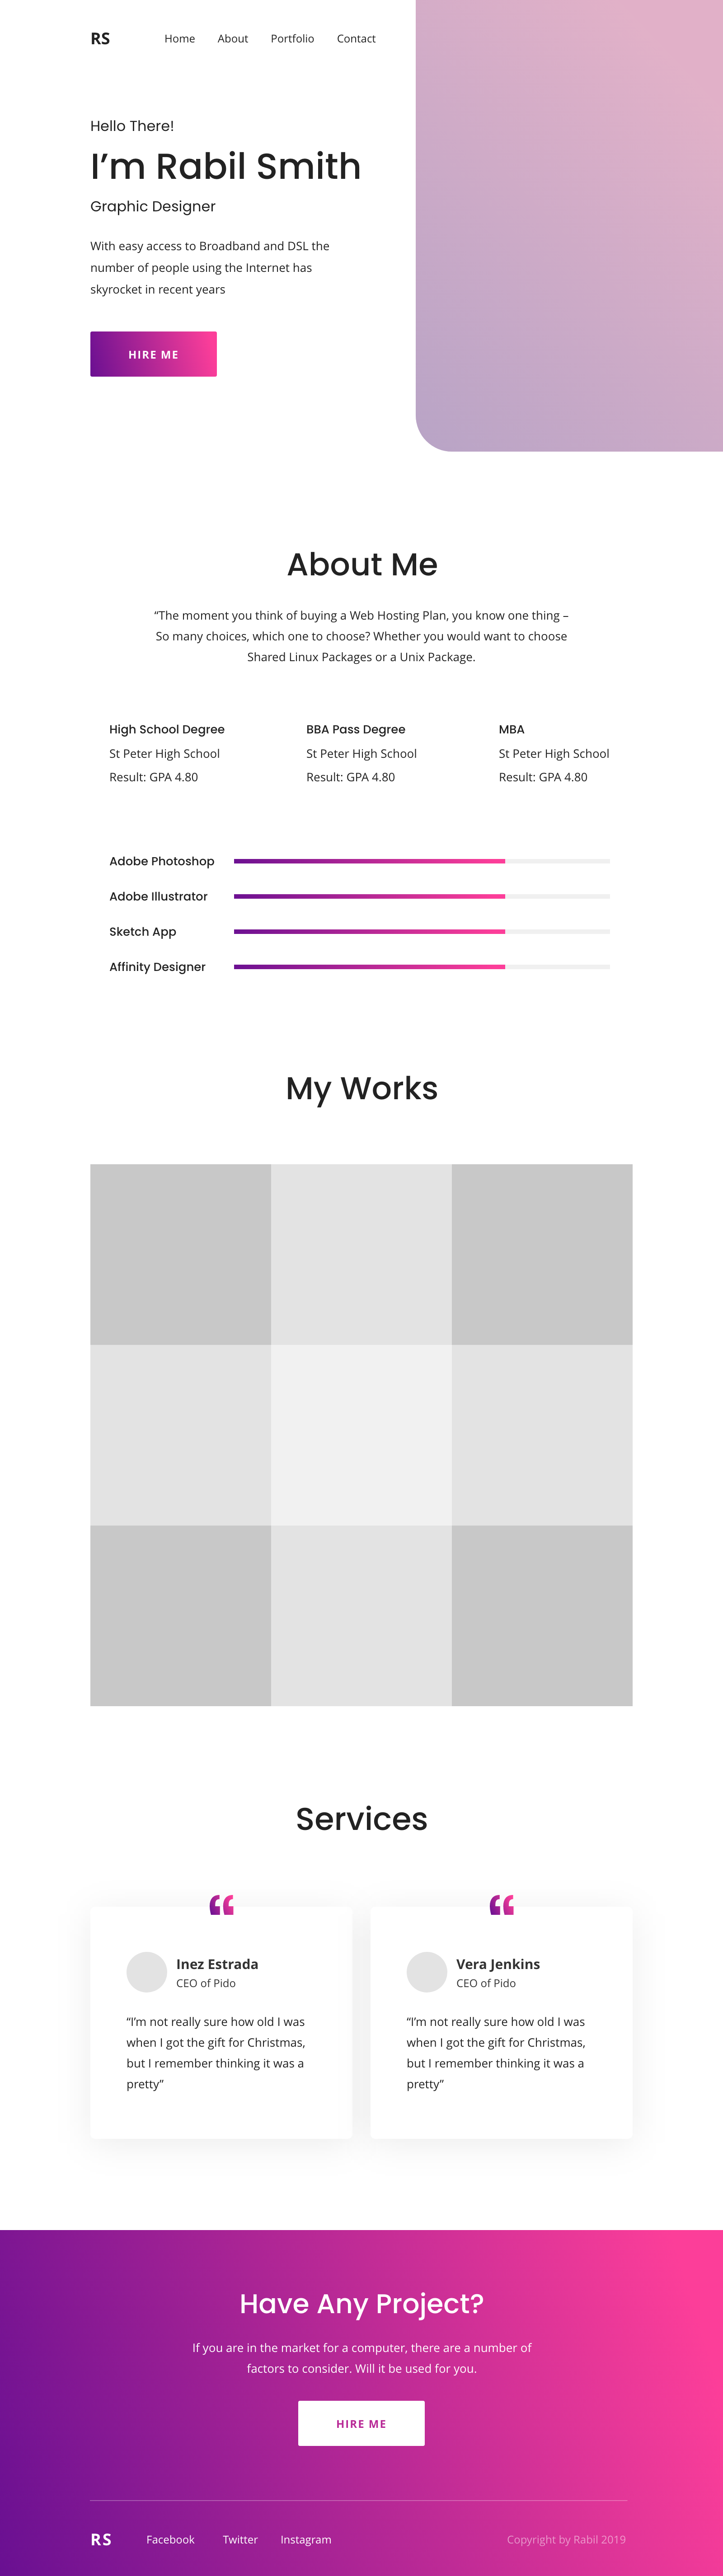 RS Home About Portfolio Contact
Hello There!
I’m Rabil Smith
Graphic Designer
With easy access to Broadband and DSL the
number of people using the Internet has
skyrocket in recent years
HIRE ME
About Me
“The moment you think of buying a Web Hosting Plan, you know one thing –
So many choices, which one to choose? Whether you would want to choose
Shared Linux Packages or a Unix Package.
High School Degree
St Peter High School
Result: GPA 4.80
BBA Pass Degree
St Peter High School
Result: GPA 4.80
MBA
St Peter High School
Result: GPA 4.80
Adobe Photoshop
Adobe Illustrator
Sketch App
Affinity Designer
My Works
Services
“
Inez Estrada
CEO of Pido
“I’m not really sure how old I was
when I got the gift for Christmas,
but I remember thinking it was a
pretty”
“
Vera Jenkins
CEO of Pido
“I’m not really sure how old I was
when I got the gift for Christmas,
but I remember thinking it was a
pretty”
Have Any Project?
If you are in the market for a computer, there are a number of
factors to consider. Will it be used for you.
HIRE ME
RS Facebook Twitter Instagram Copyright by Rabil 2019